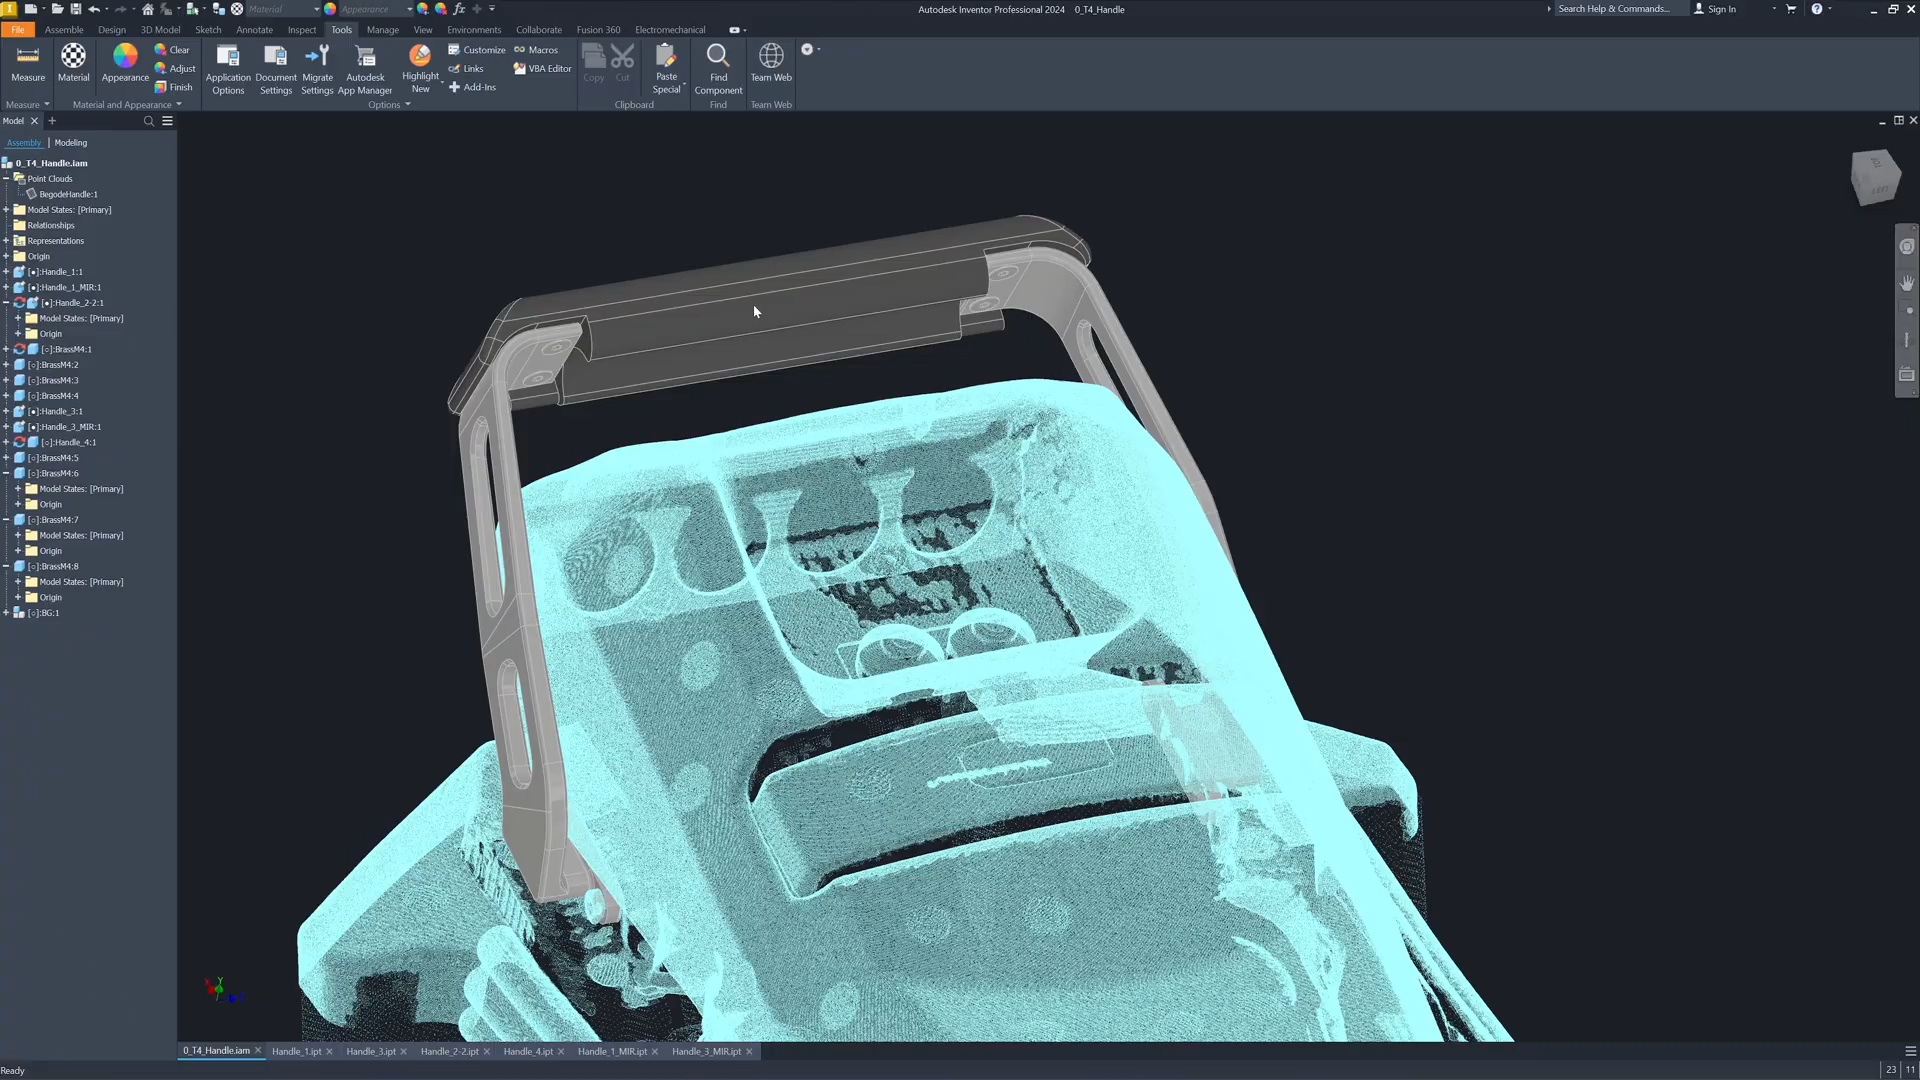 Material
Appearance
Autodesk Inventor Professional 2024 0_T4_Handle
Search Help & Commands...
Sign In
File
Assemble
Design
3D Model
Sketch
Annotate
Inspect
Tools
Manage
View
Environments
Collaborate
Fusion 360
Electromechanical
Measure
Material
Appearance
Clear
Adjust
Finish
Application Options
Document Settings
Migrate Settings
Autodesk App Manager
Highlight New
Customize
Links
Add-Ins
Macros
VBA Editor
Copy
Cut
Paste Special
Find Component
Team Web
Measure
Material and Appearance
Options
Clipboard
Find
Team Web
Model
Assembly | Modeling
0_T4_Handle.iam
Point Clouds
BegodeHandle:1
Model States: [Primary]
Relationships
Representations
Origin
[●]:Handle_1:1
[●]:Handle_1_MIR:1
[●]:Handle_2-2:1
Model States: [Primary]
Origin
[○]:BrassM4:1
[○]:BrassM4:2
[○]:BrassM4:3
[○]:BrassM4:4
[●]:Handle_3:1
[●]:Handle_3_MIR:1
[○]:Handle_4:1
[○]:BrassM4:5
[○]:BrassM4:6
Model States: [Primary]
Origin
[○]:BrassM4:7
Model States: [Primary]
Origin
[○]:BrassM4:8
Model States: [Primary]
Origin
[○]:BG:1
0_T4_Handle.iam
Handle_1.ipt
Handle_3.ipt
Handle_2-2.ipt
Handle_4.ipt
Handle_1_MIR.ipt
Handle_3_MIR.ipt
Ready
23
11